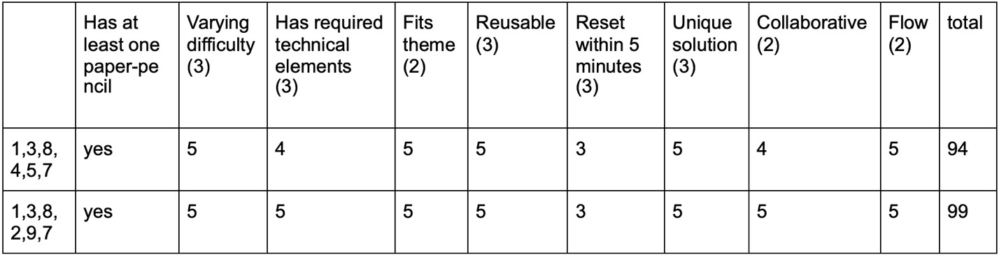 Has at least one paper-pe ncil
Varying difficulty (3)
Has required technical elements (3)
Fits theme (2)
Reusable (3)
Reset within 5 minutes (3)
Unique solution (3)
Collaborative (2)
Flow (2)
total
1,3,8, 4,5,7
yes
5
4
5
5
3
5
4
5
94
1,3,8, 2,9,7
yes
5
5
5
5
3
5
5
5
99